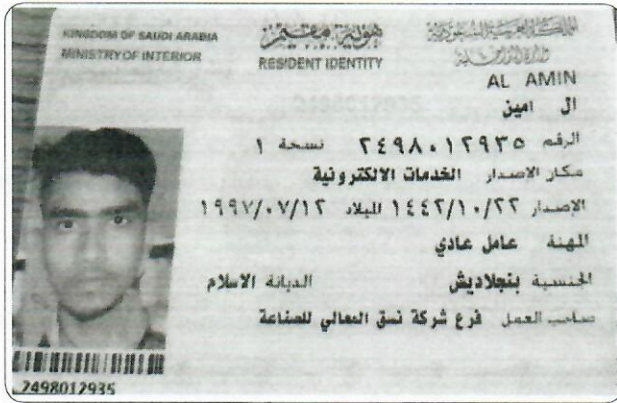 KINGDOM OF SAUDI ARABIA
MINISTRY OF INTERIOR
هوية مقيم
RESIDENT IDENTITY
المملكة العربية السعودية
وزارة الداخلية
AL AMIN
ال امين
الرقم ٢٤٩٨٠١٢٩٣٥ نسخة ١
مكان الإصدار الخدمات الالكترونية
الإصدار ١٤٤٢/١٠/٢٢ الميلاد ١٩٩٧/٠٧/١٢
المهنة عامل عادي
الجنسية بنجلاديش الديانة الاسلام
صاحب العمل فرع شركة نسق المعالي للصناعة
2498012935